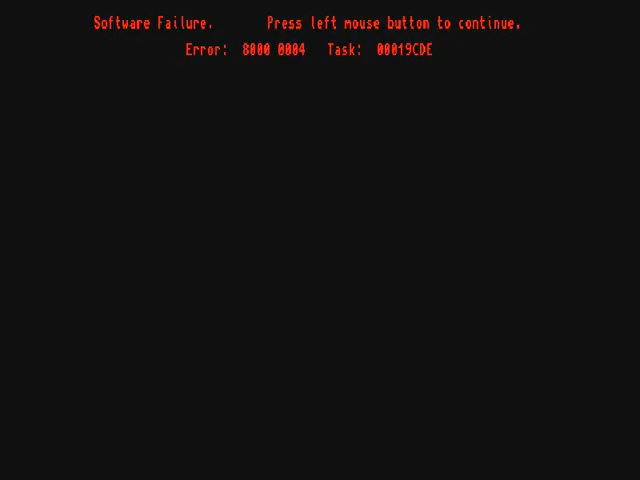 Software Failure. Press left mouse button to continue.
Error: 8000 0004 Task: 00019CDE